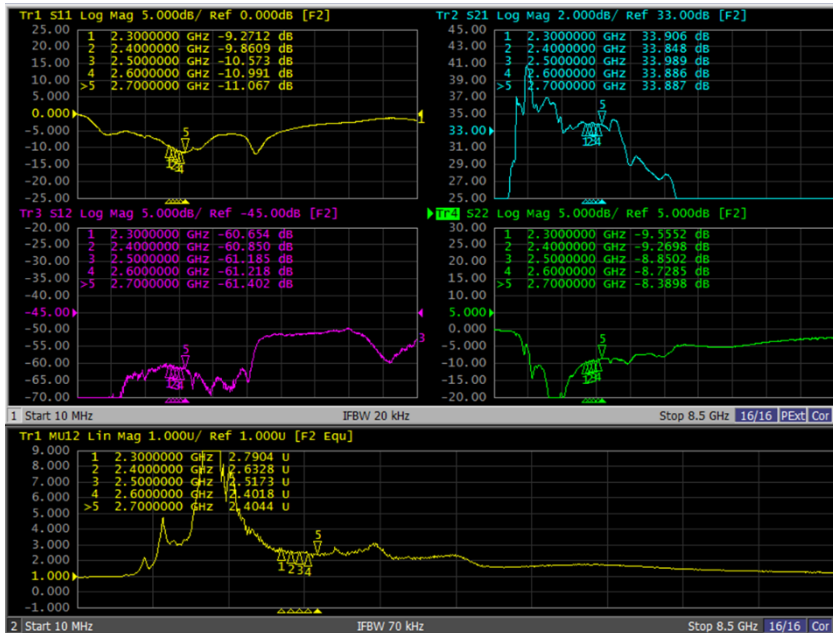 Tr1 S11 Log Mag 5.000dB/ Ref 0.000dB [F2]
25.00
20.00
15.00
10.00
5.000
0.000
-5.000
-10.00
-15.00
-20.00
-25.00
1 2.3000000 GHz -9.2712 dB
2 2.4000000 GHz -9.8609 dB
3 2.5000000 GHz -10.573 dB
4 2.6000000 GHz -10.991 dB
>5 2.7000000 GHz -11.067 dB
5
1
Tr2 S21 Log Mag 2.000dB/ Ref 33.00dB [F2]
45.00
43.00
41.00
39.00
37.00
35.00
33.00
31.00
29.00
27.00
25.00
1 2.3000000 GHz 33.906 dB
2 2.4000000 GHz 33.848 dB
3 2.5000000 GHz 33.989 dB
4 2.6000000 GHz 33.886 dB
>5 2.7000000 GHz 33.887 dB
5
Tr3 S12 Log Mag 5.000dB/ Ref -45.00dB [F2]
-20.00
-25.00
-30.00
-35.00
-40.00
-45.00
-50.00
-55.00
-60.00
-65.00
-70.00
1 2.3000000 GHz -60.654 dB
2 2.4000000 GHz -60.850 dB
3 2.5000000 GHz -61.185 dB
4 2.6000000 GHz -61.218 dB
>5 2.7000000 GHz -61.402 dB
5
3
Tr4 S22 Log Mag 5.000dB/ Ref 5.000dB [F2]
30.00
25.00
20.00
15.00
10.00
5.000
0.000
-5.000
-10.00
-15.00
-20.00
1 2.3000000 GHz -9.5552 dB
2 2.4000000 GHz -9.2698 dB
3 2.5000000 GHz -8.8502 dB
4 2.6000000 GHz -8.7285 dB
>5 2.7000000 GHz -8.3898 dB
5
1 Start 10 MHz IFBW 20 kHz Stop 8.5 GHz 16/16 PExt Cor
Tr1 MU12 Lin Mag 1.000U/ Ref 1.000U [F2 Equ]
9.000
8.000
7.000
6.000
5.000
4.000
3.000
2.000
1.000
0.000
-1.000
1 2.3000000 GHz 2.7904 U
2 2.4000000 GHz 2.6328 U
3 2.5000000 GHz 2.5173 U
4 2.6000000 GHz 2.4018 U
>5 2.7000000 GHz 2.4044 U
5
1 2 3 4
2 Start 10 MHz IFBW 70 kHz Stop 8.5 GHz 16/16 Cor